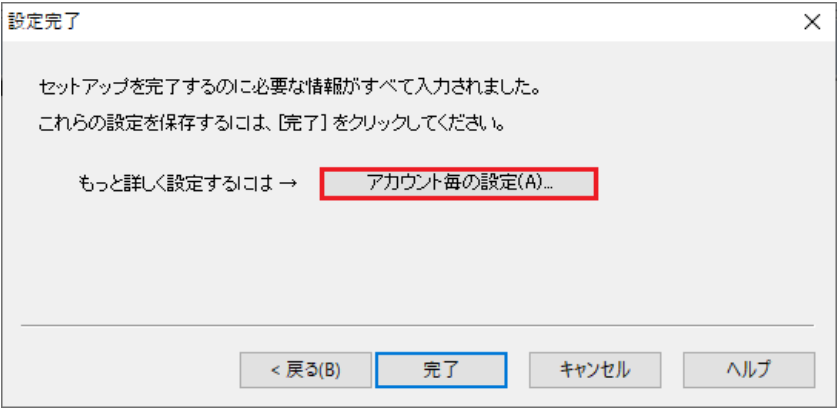 設定完了
セットアップを完了するのに必要な情報がすべて入力されました。
これらの設定を保存するには、[完了]をクリックしてください。
もっと詳しく設定するには → アカウント毎の設定(A)...
< 戻る(B) 完了 キャンセル ヘルプ